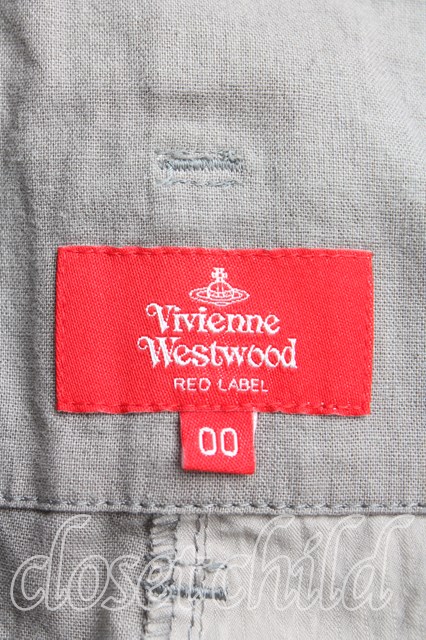 Vivienne
Westwood
RED LABEL
00
closetchild